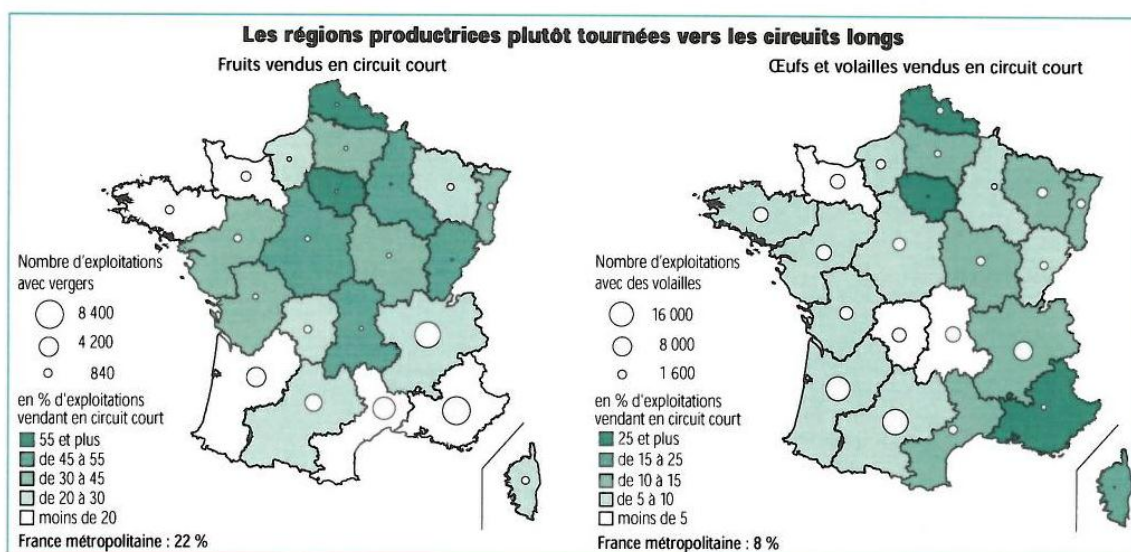 Les régions productrices plutôt tournées vers les circuits longs
Fruits vendus en circuit court
Nombre d'exploitations
avec vergers
8 400
4 200
840
en % d'exploitations
vendant en circuit court
55 et plus
de 45 à 55
de 30 à 45
de 20 à 30
moins de 20
France métropolitaine : 22 %
Œufs et volailles vendus en circuit court
Nombre d'exploitations
avec des volailles
16 000
8 000
1 600
en % d'exploitations
vendant en circuit court
25 et plus
de 15 à 25
de 10 à 15
de 5 à 10
moins de 5
France métropolitaine : 8 %